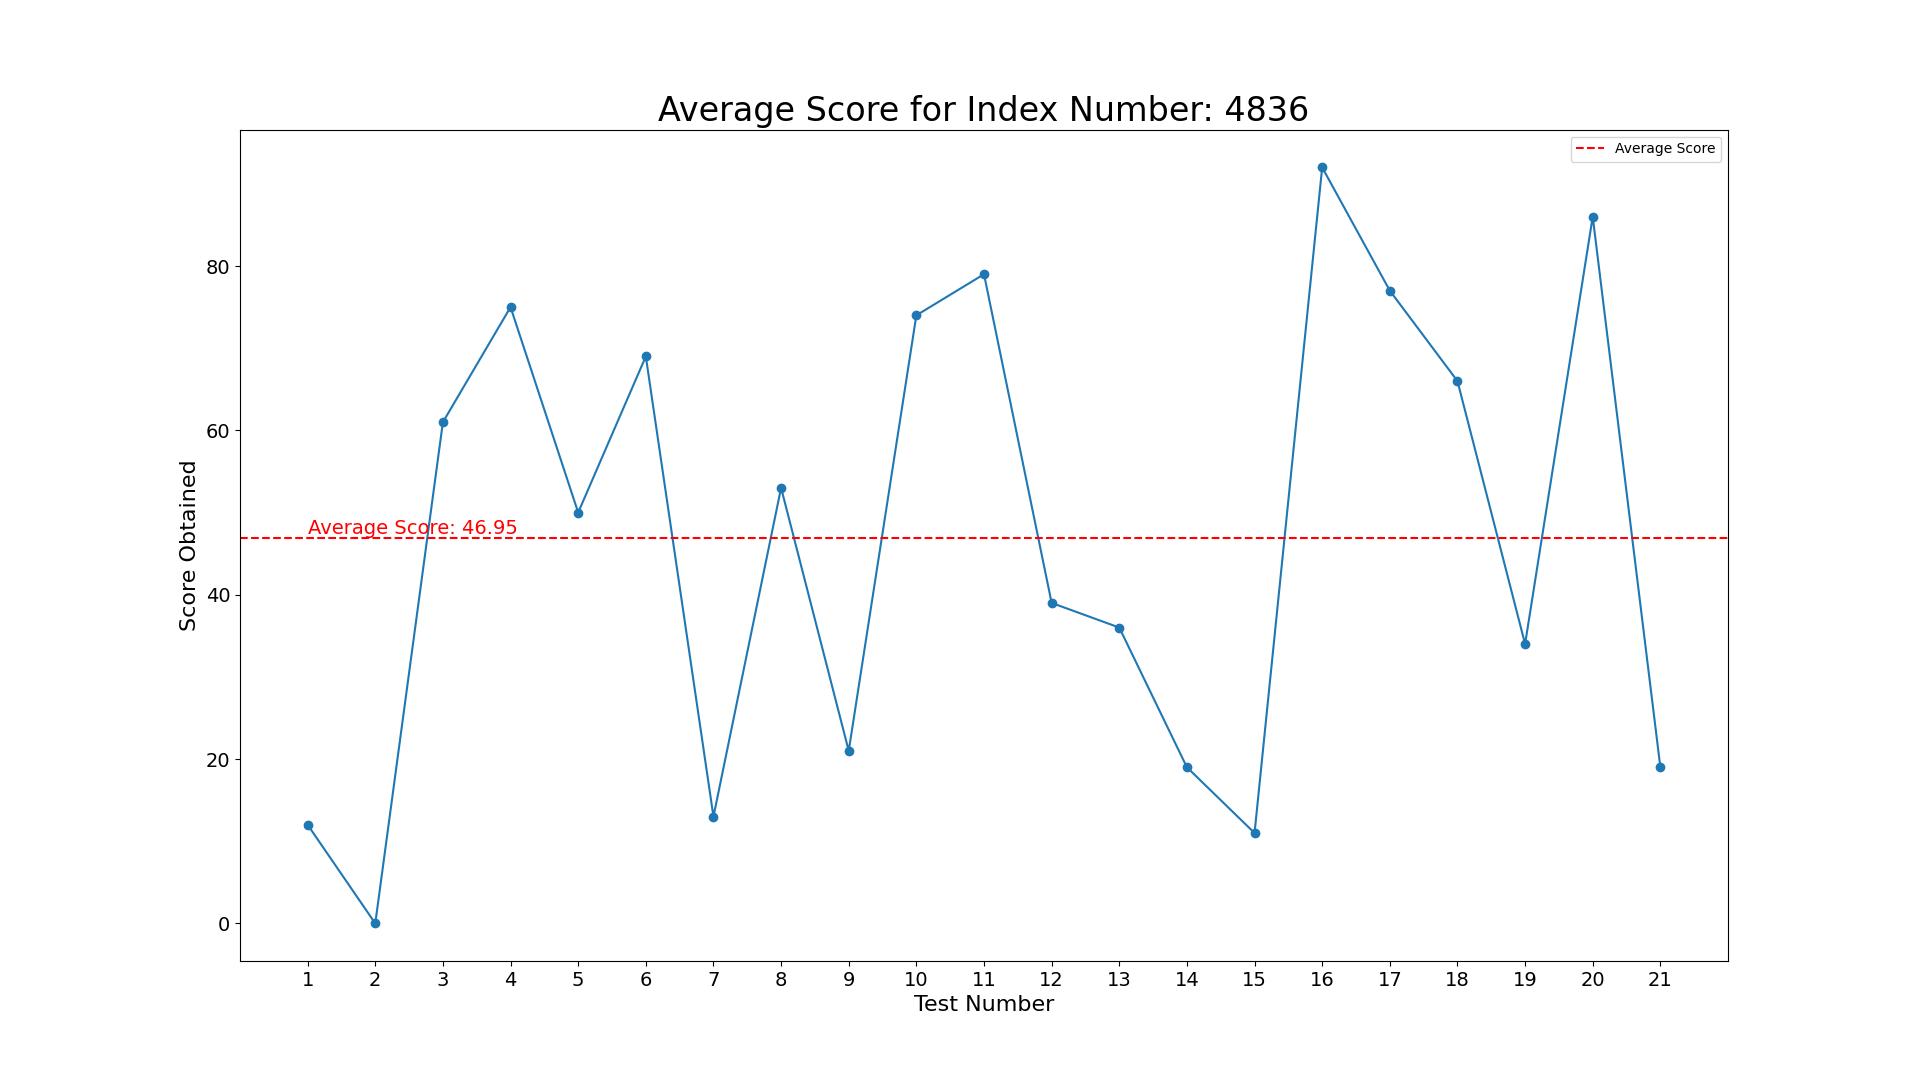 Average Score for Index Number: 4836
Average Score
80
60
40
20
0
Score Obtained
Average Score: 46.95
1 2 3 4 5 6 7 8 9 10 11 12 13 14 15 16 17 18 19 20 21
Test Number